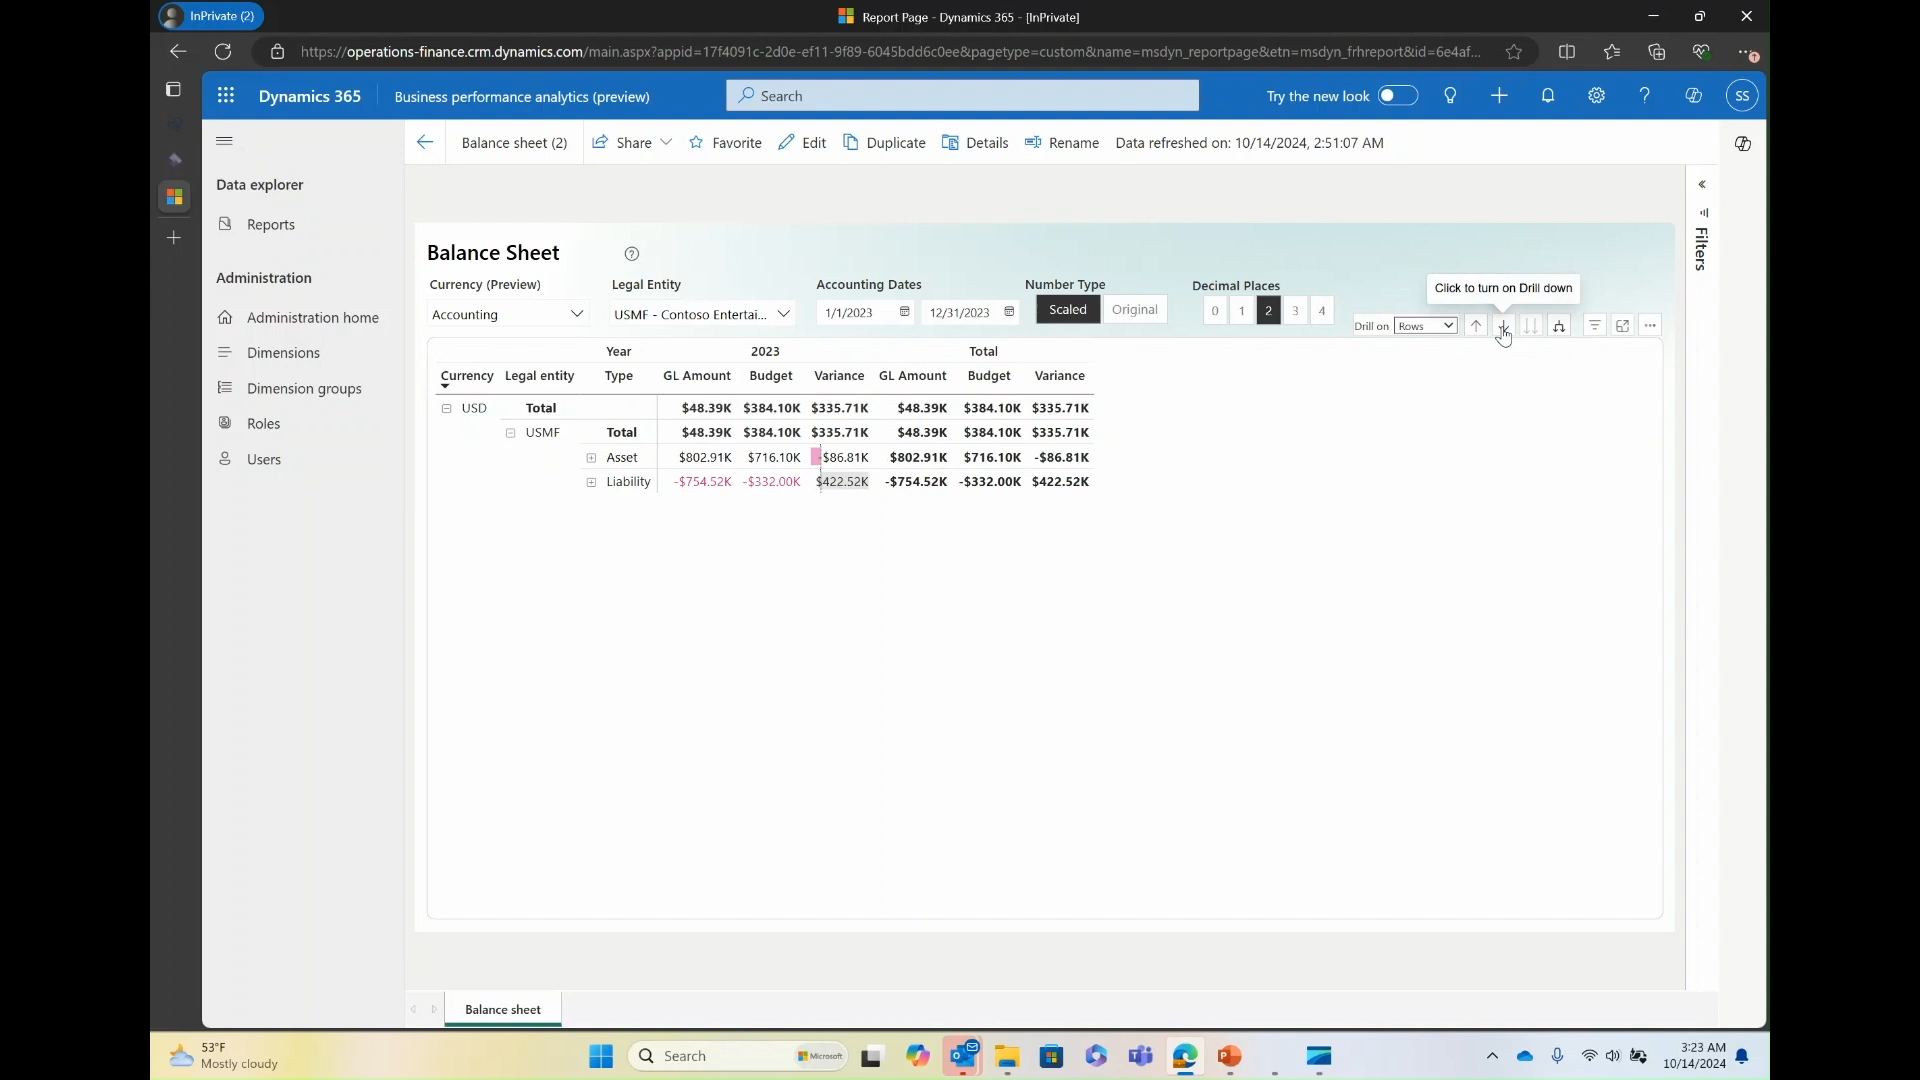 InPrivate (2)
Report Page - Dynamics 365 - [InPrivate]
https://operations-finance.crm.dynamics.com/main.aspx?appid=17f4091c-2d0e-ef11-9f89-6045bdd6c0ee&pagetype=custom&name=msdyn_reportpage&etn=msdyn_frhreport&id=6e4af...
Dynamics 365 Business performance analytics (preview) Search Try the new look SS
Balance sheet (2) Share Favorite Edit Duplicate Details Rename Data refreshed on: 10/14/2024, 2:51:07 AM
Data explorer
Reports
Administration
Administration home
Dimensions
Dimension groups
Roles
Users
Filters
Balance Sheet
Currency (Preview) Legal Entity Accounting Dates Number Type Decimal Places
Click to turn on Drill down
Accounting USMF - Contoso Entertai... 1/1/2023 12/31/2023 Scaled Original 0 1 2 3 4
Drill on Rows
Year 2023 Total
Currency Legal entity Type GL Amount Budget Variance GL Amount Budget Variance
USD Total $48.39K $384.10K $335.71K $48.39K $384.10K $335.71K
USMF Total $48.39K $384.10K $335.71K $48.39K $384.10K $335.71K
Asset $802.91K $716.10K -$86.81K $802.91K $716.10K -$86.81K
Liability -$754.52K -$332.00K $422.52K -$754.52K -$332.00K $422.52K
Balance sheet
53°F
Mostly cloudy
Search Microsoft
3:23 AM
10/14/2024